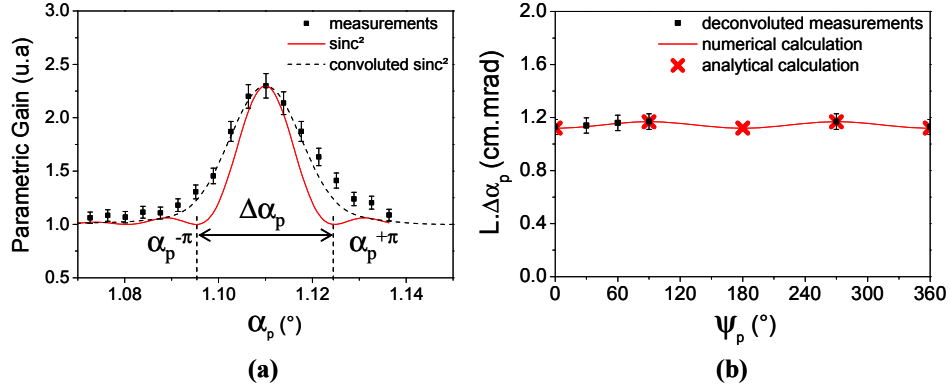 measurements
sinc²
convoluted sinc²
Parametric Gain (u.a)
3.0
2.5
2.0
1.5
1.0
0.5
Δαₚ
αₚ⁻π
αₚ⁺π
1.08 1.10 1.12 1.14
αₚ (°)
(a)
deconvoluted measurements
numerical calculation
analytical calculation
L.Δαₚ (cm.mrad)
2.0
1.6
1.2
0.8
0.4
0.0
0 60 120 180 240 300 360
Ψₚ (°)
(b)